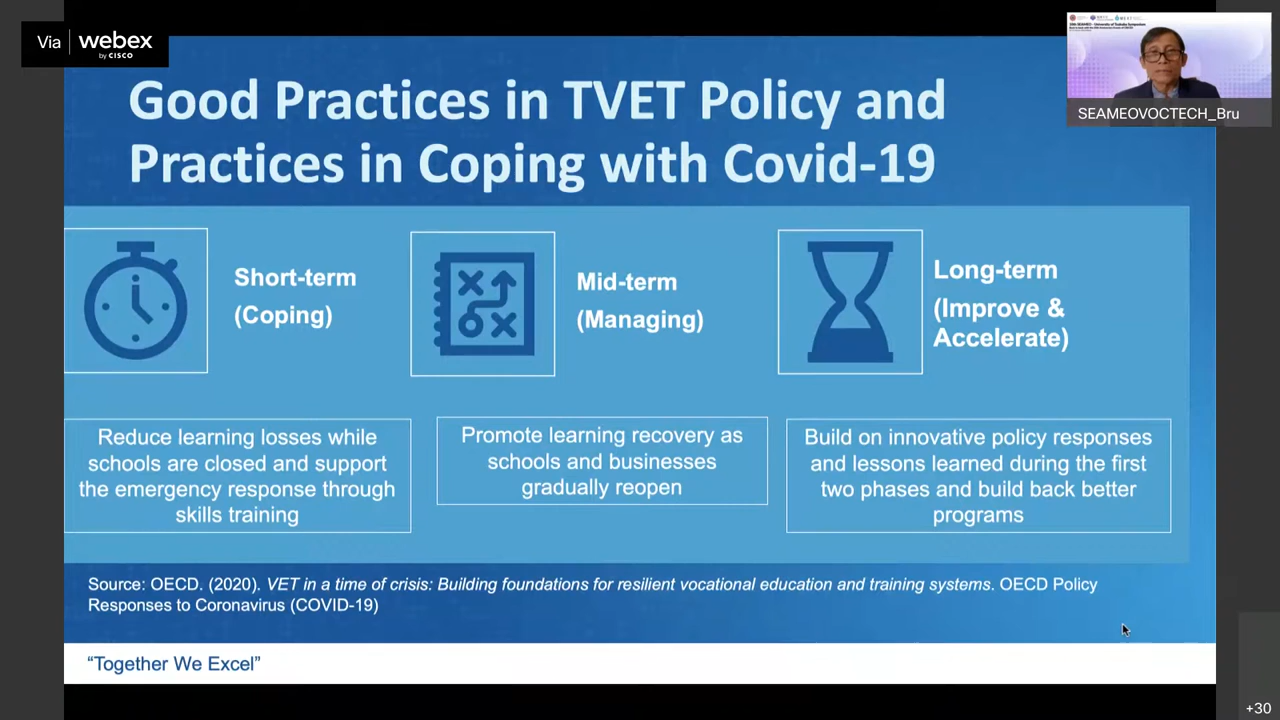 Via webex
by CISCO
Good Practices in TVET Policy and
Practices in Coping with Covid-19
SEAMEOVOCTECH_Bru
Short-term
(Coping)
Mid-term
(Managing)
Long-term
(Improve &
Accelerate)
Reduce learning losses while
schools are closed and support
the emergency response through
skills training
Promote learning recovery as
schools and businesses
gradually reopen
Build on innovative policy responses
and lessons learned during the first
two phases and build back better
programs
Source: OECD. (2020). VET in a time of crisis: Building foundations for resilient vocational education and training systems. OECD Policy
Responses to Coronavirus (COVID-19)
“Together We Excel”
+30